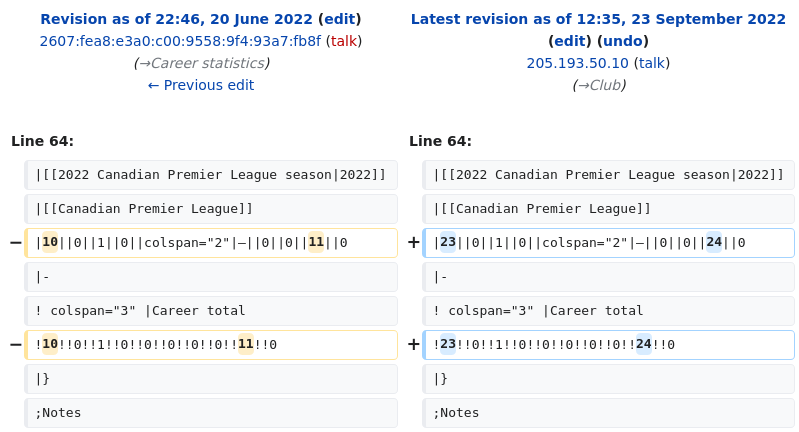 Revision as of 22:46, 20 June 2022 (edit)
2607:fea8:e3a0:c00:9558:9f4:93a7:fb8f (talk)
(→Career statistics)
← Previous edit
Latest revision as of 12:35, 23 September 2022
(edit) (undo)
205.193.50.10 (talk)
(→Club)
Line 64:
Line 64:
|[[2022 Canadian Premier League season|2022]]
|[[2022 Canadian Premier League season|2022]]
|[[Canadian Premier League]]
|[[Canadian Premier League]]
− |10||0||1||0||colspan="2"|—||0||0||11||0
+ |23||0||1||0||colspan="2"|—||0||0||24||0
|-
|-
! colspan="3" |Career total
! colspan="3" |Career total
− !10!!0!!1!!0!!0!!0!!0!!0!!11!!0
+ !23!!0!!1!!0!!0!!0!!0!!0!!24!!0
|}
|}
;Notes
;Notes